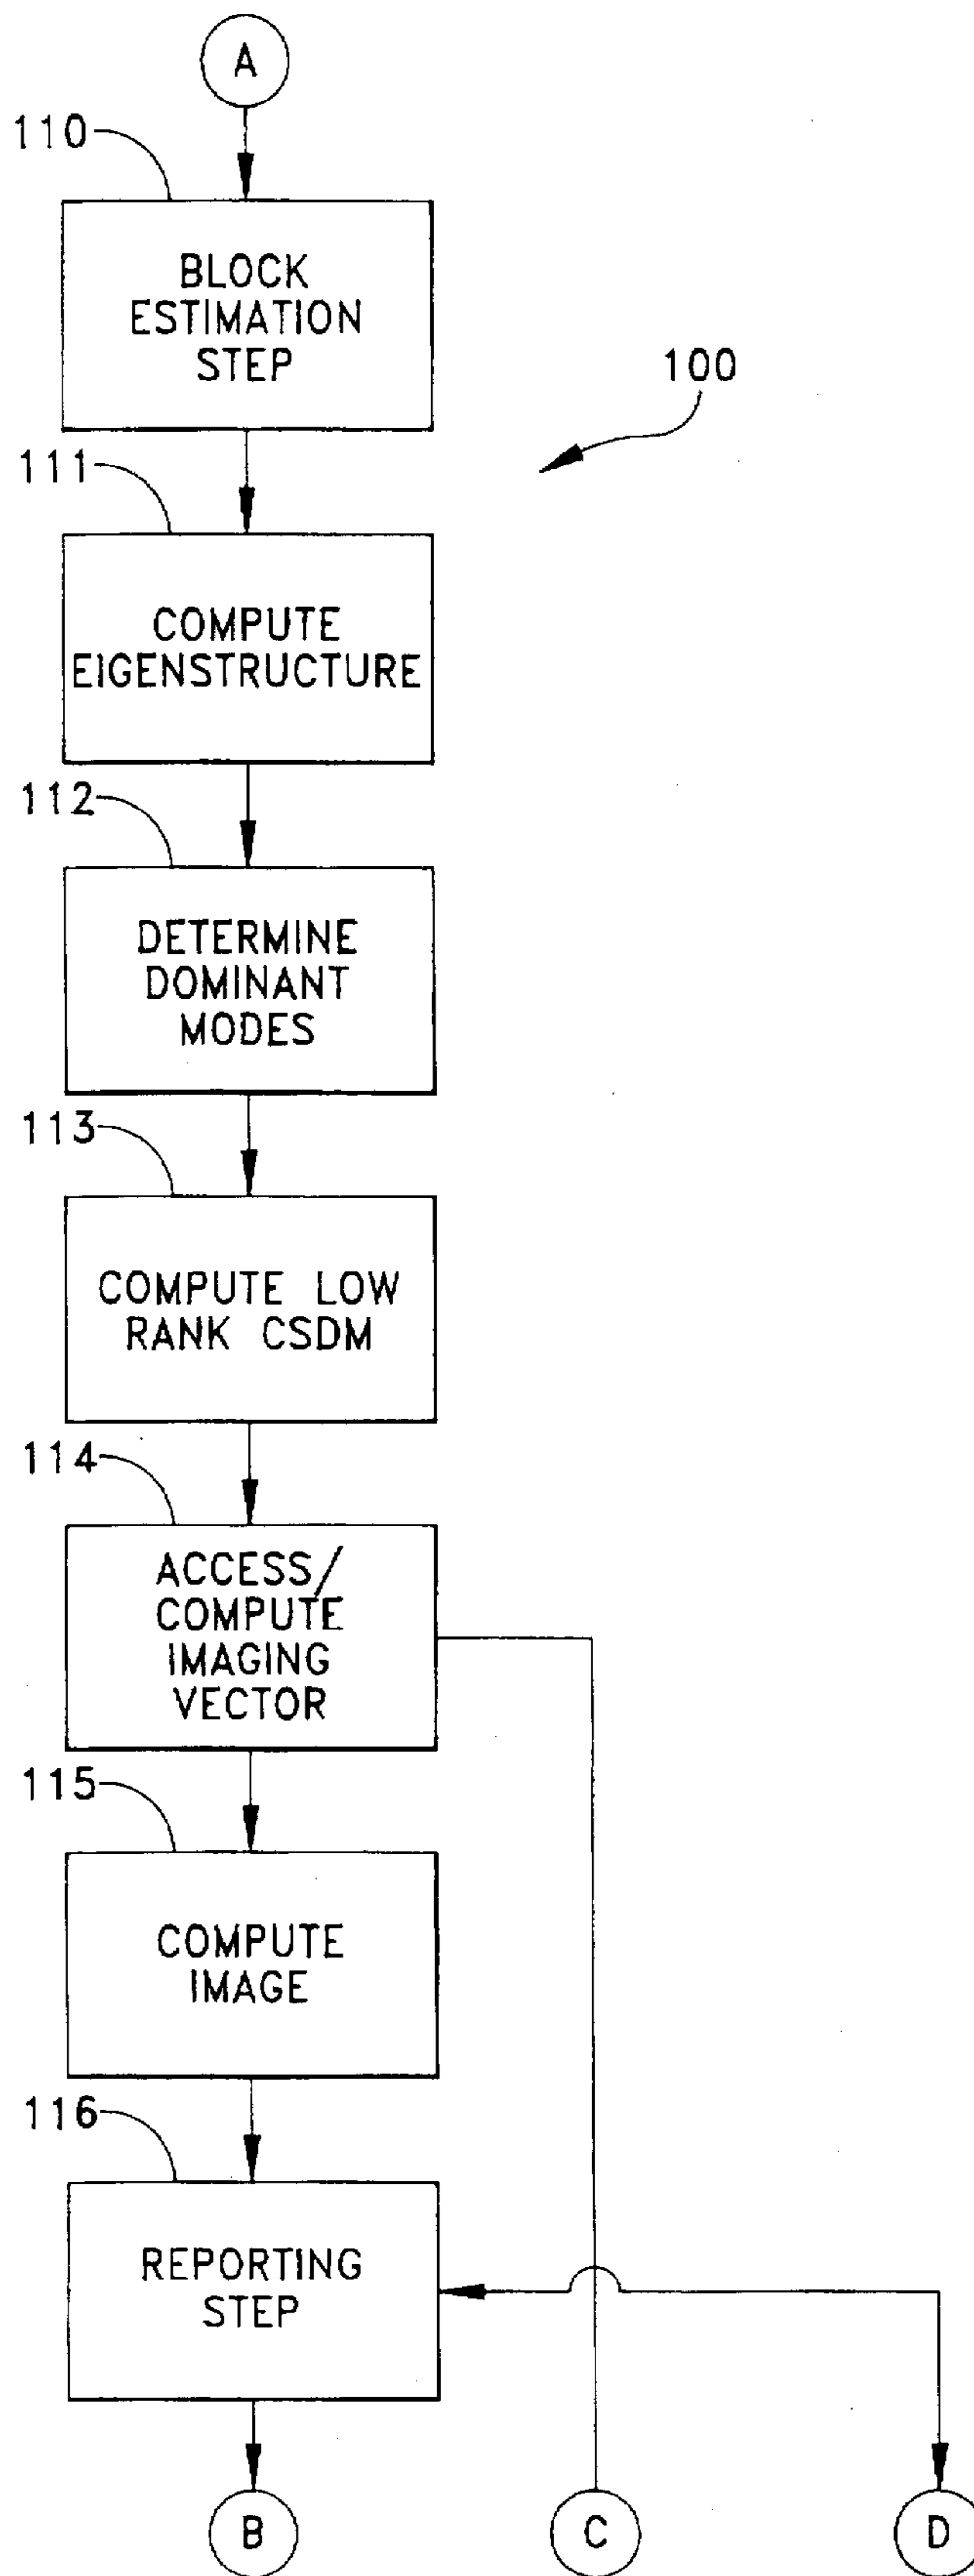 A
110
BLOCK
ESTIMATION
STEP
100
111
COMPUTE
EIGENSTRUCTURE
112
DETERMINE
DOMINANT
MODES
113
COMPUTE LOW
RANK CSDM
114
ACCESS/
COMPUTE
IMAGING
VECTOR
115
COMPUTE
IMAGE
116
REPORTING
STEP
B
C
D